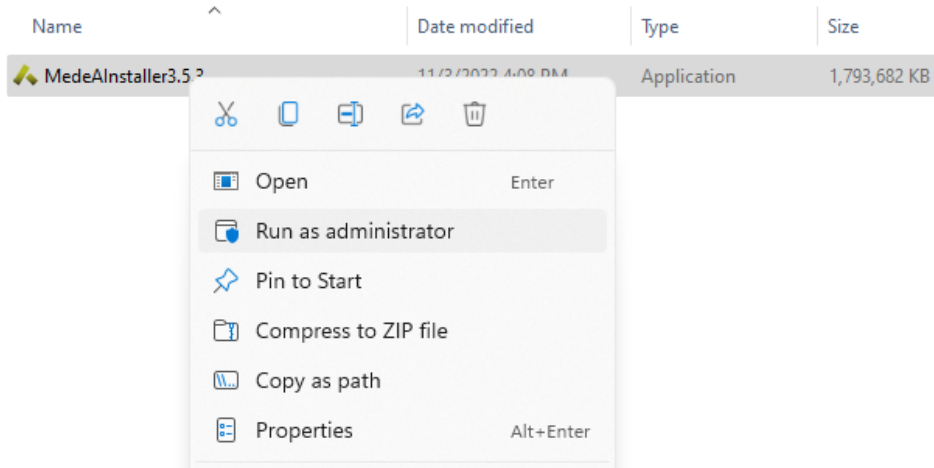 Name Date modified Type Size
MedeAInstaller3.5.3 11/3/2022 4:08 PM Application 1,793,682 KB
Open Enter
Run as administrator
Pin to Start
Compress to ZIP file
Copy as path
Properties Alt+Enter